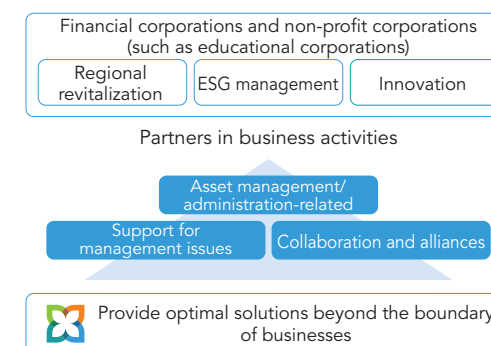 Financial corporations and non-profit corporations
(such as educational corporations)
Regional
revitalization
ESG management
Innovation
Partners in business activities
Asset management/
administration-related
Support for
management issues
Collaboration and alliances
Provide optimal solutions beyond the boundary
of businesses